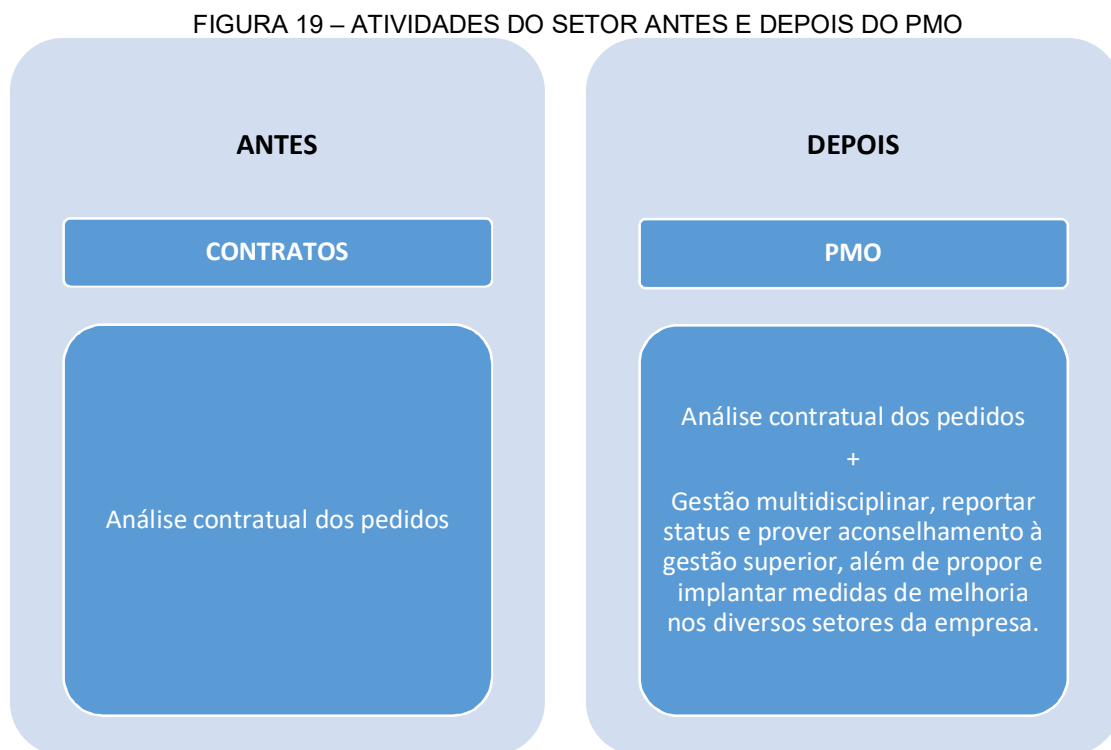 FIGURA 19 – ATIVIDADES DO SETOR ANTES E DEPOIS DO PMO
ANTES
CONTRATOS
Análise contratual dos pedidos
DEPOIS
PMO
Análise contratual dos pedidos
+
Gestão multidisciplinar, reportar
status e prover aconselhamento à
gestão superior, além de propor e
implantar medidas de melhoria
nos diversos setores da empresa.